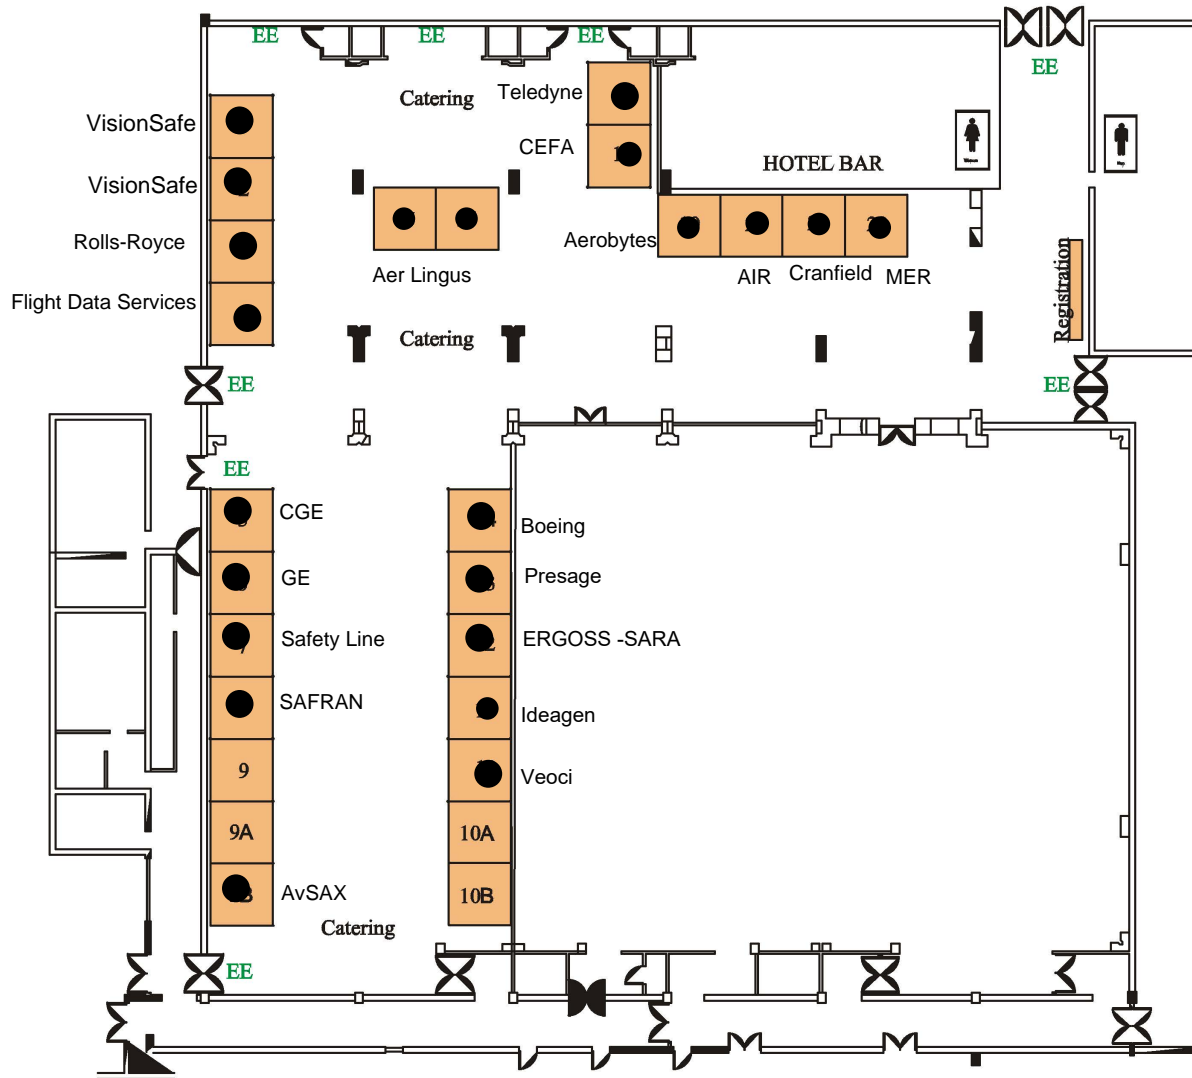 EE
EE
EE
EE
Catering
Teledyne
VisionSafe
CEFA
HOTEL BAR
Women
Men
VisionSafe
Rolls-Royce
Aerobytes
Aer Lingus
AIR
Cranfield
MER
Flight Data Services
Registration
Catering
EE
EE
EE
CGE
Boeing
GE
Presage
Safety Line
ERGOSS -SARA
SAFRAN
Ideagen
9
Veoci
9A
10A
AvSAX
10B
Catering
EE